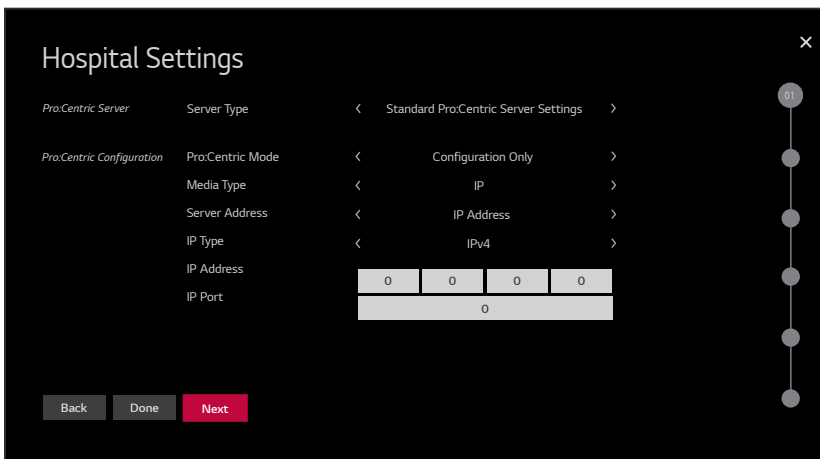 Hospital Settings
×
01
Pro:Centric Server Server Type < Standard Pro:Centric Server Settings >
Pro:Centric Configuration Pro:Centric Mode < Configuration Only >
Media Type < IP >
Server Address < IP Address >
IP Type < IPv4 >
IP Address 0 0 0 0
IP Port 0
Back Done Next